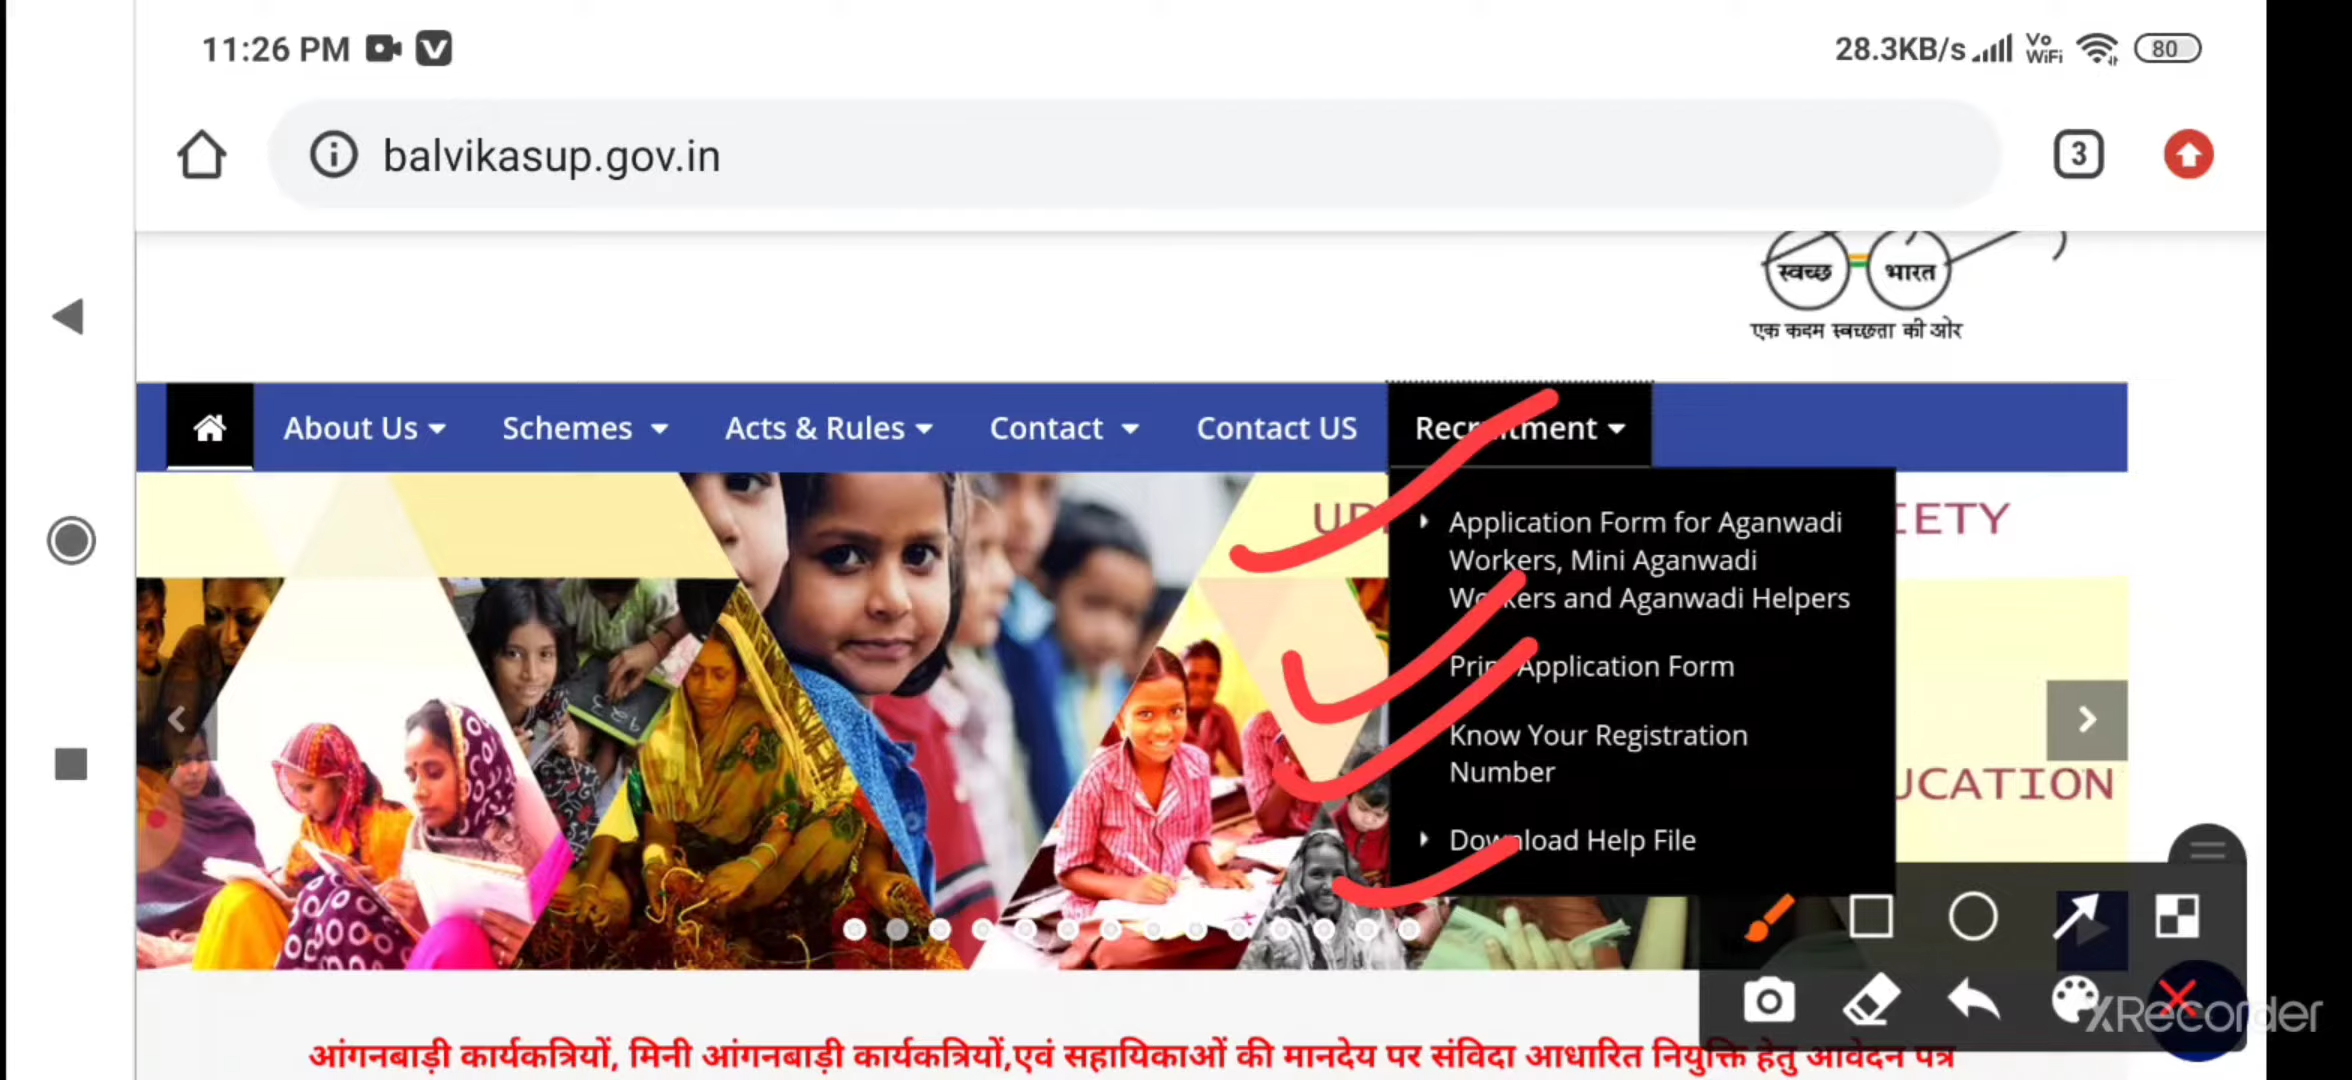 11:26 PM
28.3KB/s Vo WiFi 80
balvikasup.gov.in
3
स्वच्छ भारत
एक कदम स्वच्छता की ओर
About Us Schemes Acts & Rules Contact Contact US Recruitment
Application Form for Aganwadi
Workers, Mini Aganwadi
Workers and Aganwadi Helpers
Print Application Form
Know Your Registration
Number
Download Help File
आंगनबाड़ी कार्यकत्रियों, मिनी आंगनबाड़ी कार्यकत्रियों,एवं सहायिकाओं की मानदेय पर संविदा आधारित नियुक्ति हेतु आवेदन पत्र
XRecorder